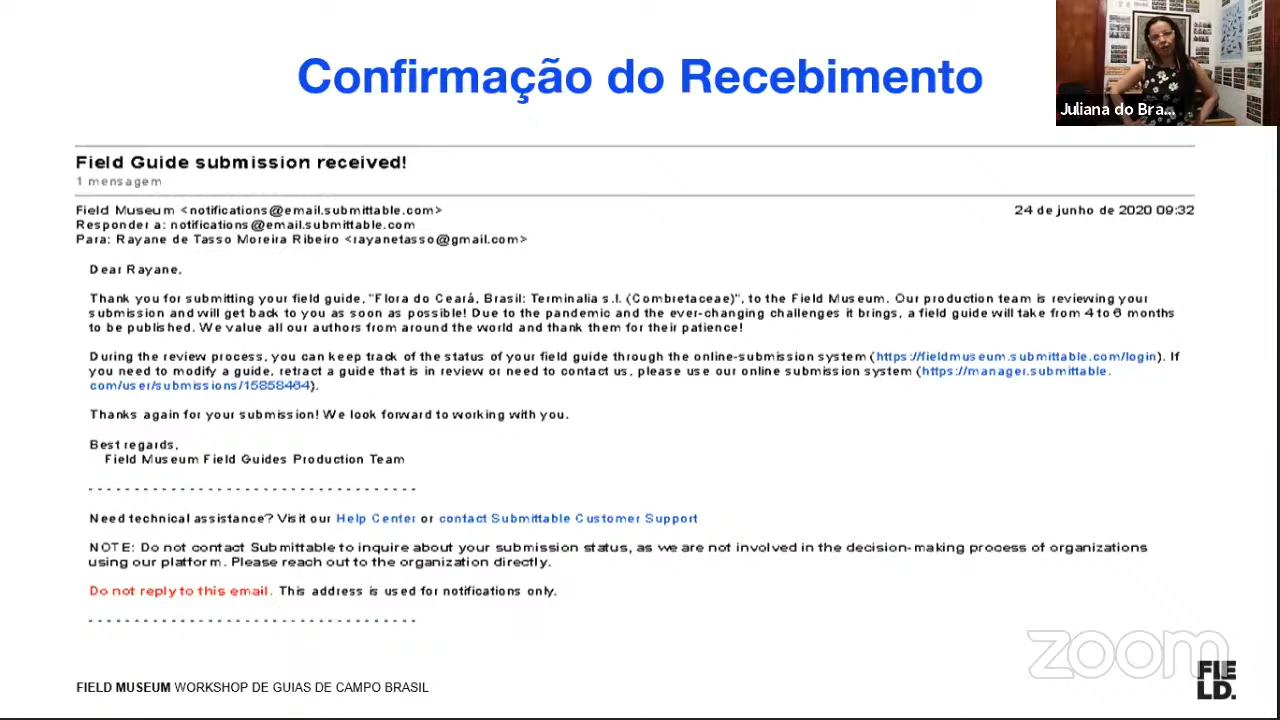 Confirmação do Recebimento
Juliana do Bra...
Field Guide submission received!
1 mensagem
Field Museum <notifications@email.submittable.com>
24 de junho de 2020 09:32
Responder a: notifications@email.submittable.com
Para: Rayane de Tasso Moreira Ribeiro <rayanetasso@gmail.com>
Dear Rayane,
Thank you for submitting your field guide, "Flora do Ceará, Brasil: Terminalia s.l. (Combretaceae)", to the Field Museum. Our production team is reviewing your
submission and will get back to you as soon as possible! Due to the pandemic and the ever-changing challenges it brings, a field guide will take from 4 to 6 months
to be published. We value all our authors from around the world and thank them for their patience!
During the review process, you can keep track of the status of your field guide through the online-submission system (https://fieldmuseum.submittable.com/login). If
you need to modify a guide, retract a guide that is in review or need to contact us, please use our online submission system (https://manager.submittable.
com/user/submissions/15858464).
Thanks again for your submission! We look forward to working with you.
Best regards,
Field Museum Field Guides Production Team
- - - - - - - - - - - - - - - - - - - - - - - - - - - - - - - - - - - -
Need technical assistance? Visit our Help Center or contact Submittable Customer Support
NOTE: Do not contact Submittable to inquire about your submission status, as we are not involved in the decision-making process of organizations
using our platform. Please reach out to the organization directly.
Do not reply to this email. This address is used for notifications only.
- - - - - - - - - - - - - - - - - - - - - - - - - - - - - - - - - - - -
zoom
FIELD MUSEUM WORKSHOP DE GUIAS DE CAMPO BRASIL
FIE
LD.